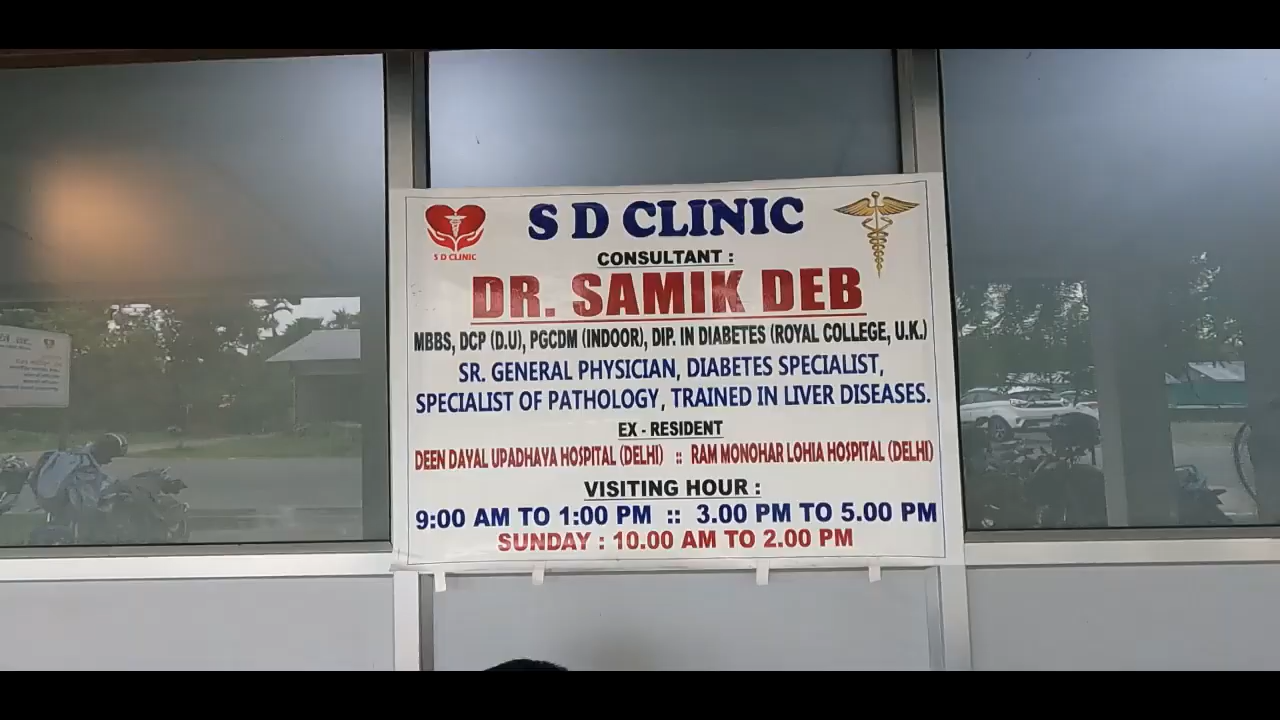 S D CLINIC
S D CLINIC
CONSULTANT :
DR. SAMIK DEB
MBBS, DCP (D.U), PGCDM (INDOOR), DIP. IN DIABETES (ROYAL COLLEGE, U.K.)
SR. GENERAL PHYSICIAN, DIABETES SPECIALIST,
SPECIALIST OF PATHOLOGY, TRAINED IN LIVER DISEASES.
EX - RESIDENT
DEEN DAYAL UPADHAYA HOSPITAL (DELHI) :: RAM MONOHAR LOHIA HOSPITAL (DELHI)
VISITING HOUR :
9:00 AM TO 1:00 PM :: 3.00 PM TO 5.00 PM
SUNDAY : 10.00 AM TO 2.00 PM